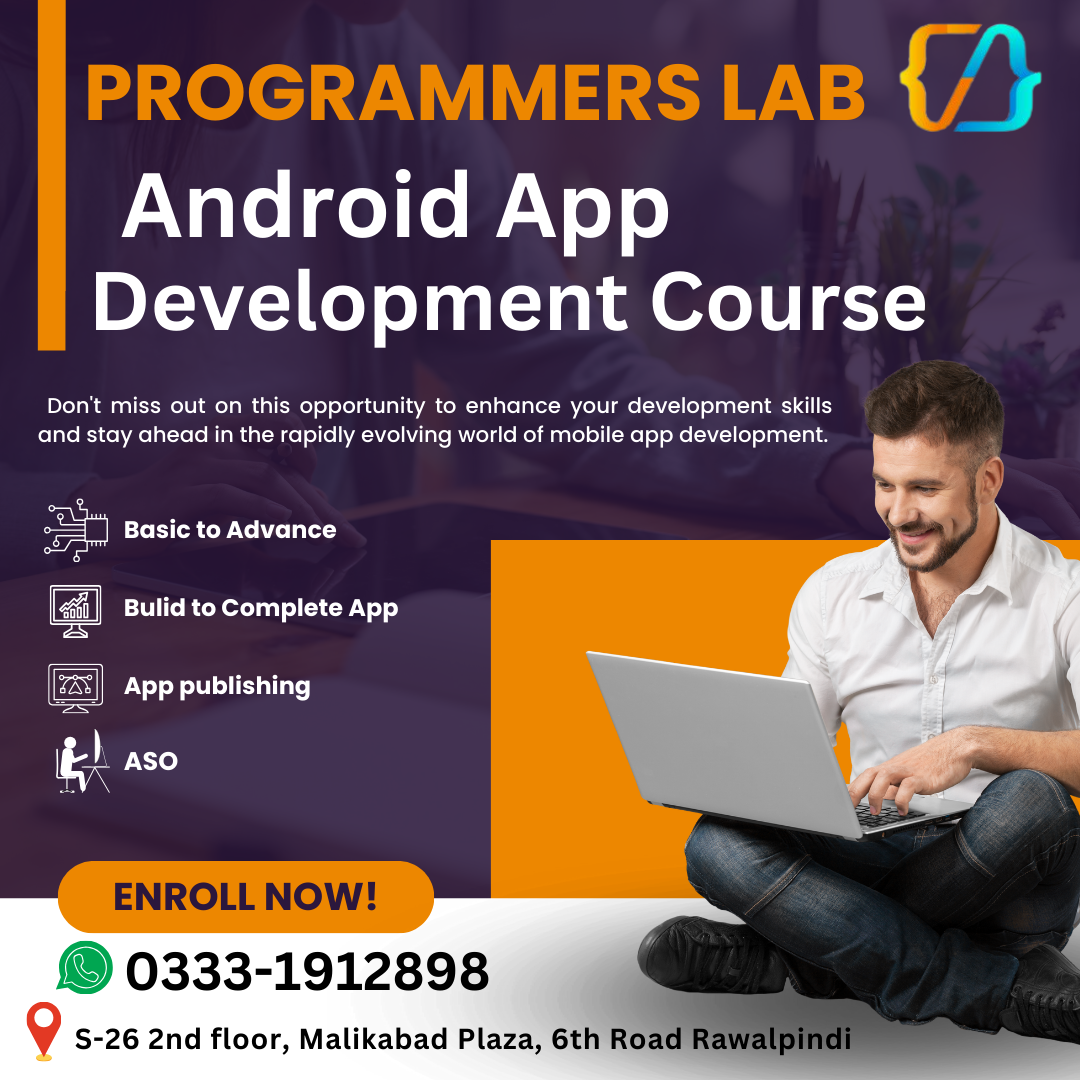 PROGRAMMERS LAB
Android App
Development Course
Don't miss out on this opportunity to enhance your development skills
and stay ahead in the rapidly evolving world of mobile app development.
Basic to Advance
Bulid to Complete App
App publishing
ASO
ENROLL NOW!
0333-1912898
S-26 2nd floor, Malikabad Plaza, 6th Road Rawalpindi